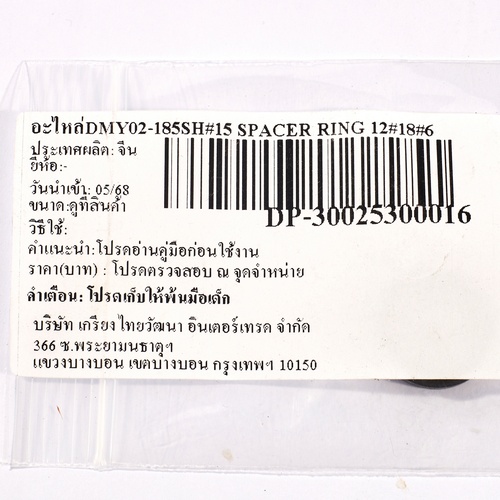 อะไหล่DMY02-185SH#15 SPACER RING 12#18#6
ประเทศผลิต: จีน
ยี่ห้อ:-
วันนำเข้า: 05/68
ขนาด:ดูที่สินค้า
DP-30025300016
วิธีใช้:
คำแนะนำ:โปรดอ่านคู่มือก่อนใช้งาน
ราคา(บาท) : โปรดตรวจสอบ ณ จุดจำหน่าย
คำเตือน: โปรดเก็บให้พ้นมือเด็ก
บริษัท เกรียงไทยวัฒนา อินเตอร์เทรด จำกัด
366 ซ.พระยามนธาตุฯ
แขวงบางบอน เขตบางบอน กรุงเทพฯ 10150